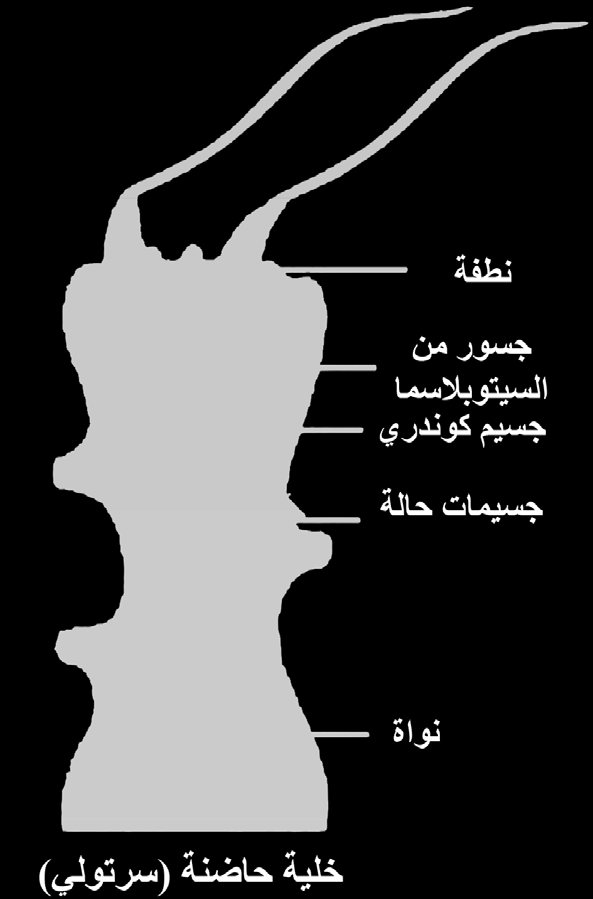 نطفة
جسور من
السيتوبلاسما
جسيم كوندري
جسيمات حالة
نواة
خلية حاضنة (سرتولي)